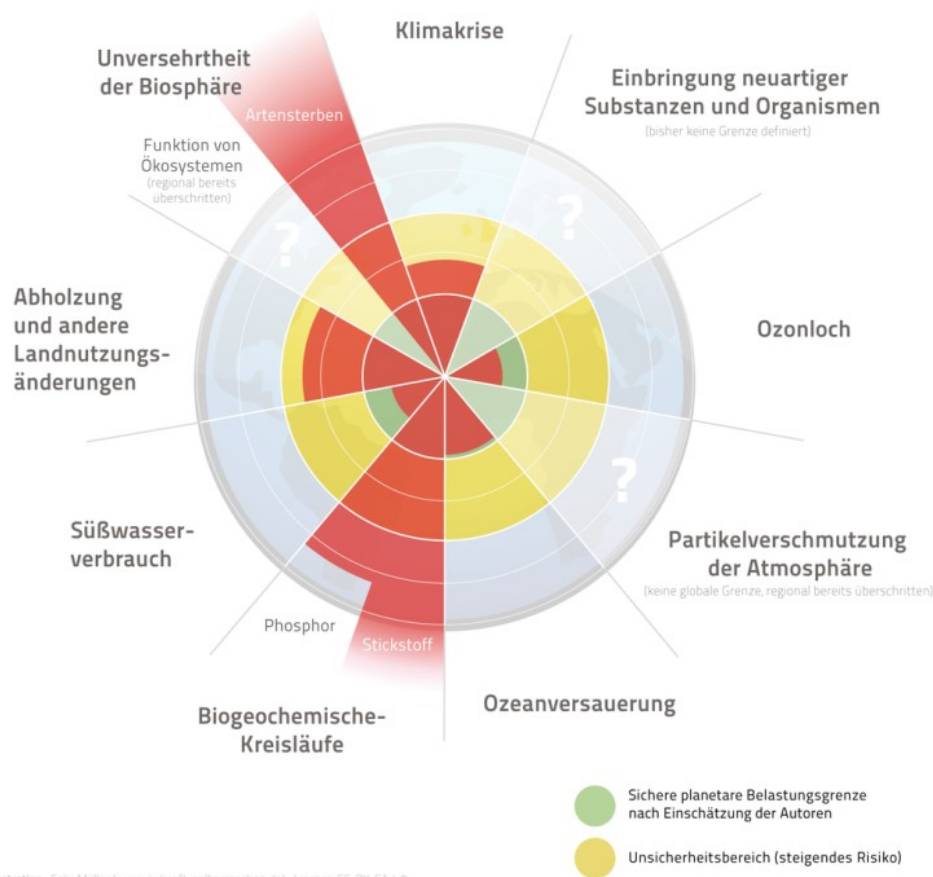 Klimakrise
Unversehrtheit
der Biosphäre
Artensterben
Funktion von
Ökosystemen
(regional bereits
überschritten)
Einbringung neuartiger
Substanzen und Organismen
(bisher keine Grenze definiert)
?
?
Abholzung
und andere
Landnutzungs-
änderungen
Ozonloch
?
Süßwasser-
verbrauch
Partikelverschmutzung
der Atmosphäre
(keine globale Grenze, regional bereits überschritten)
Phosphor
Stickstoff
Biogeochemische-
Kreisläufe
Ozeanversauerung
Sichere planetare Belastungsgrenze
nach Einschätzung der Autoren
Unsicherheitsbereich (steigendes Risiko)